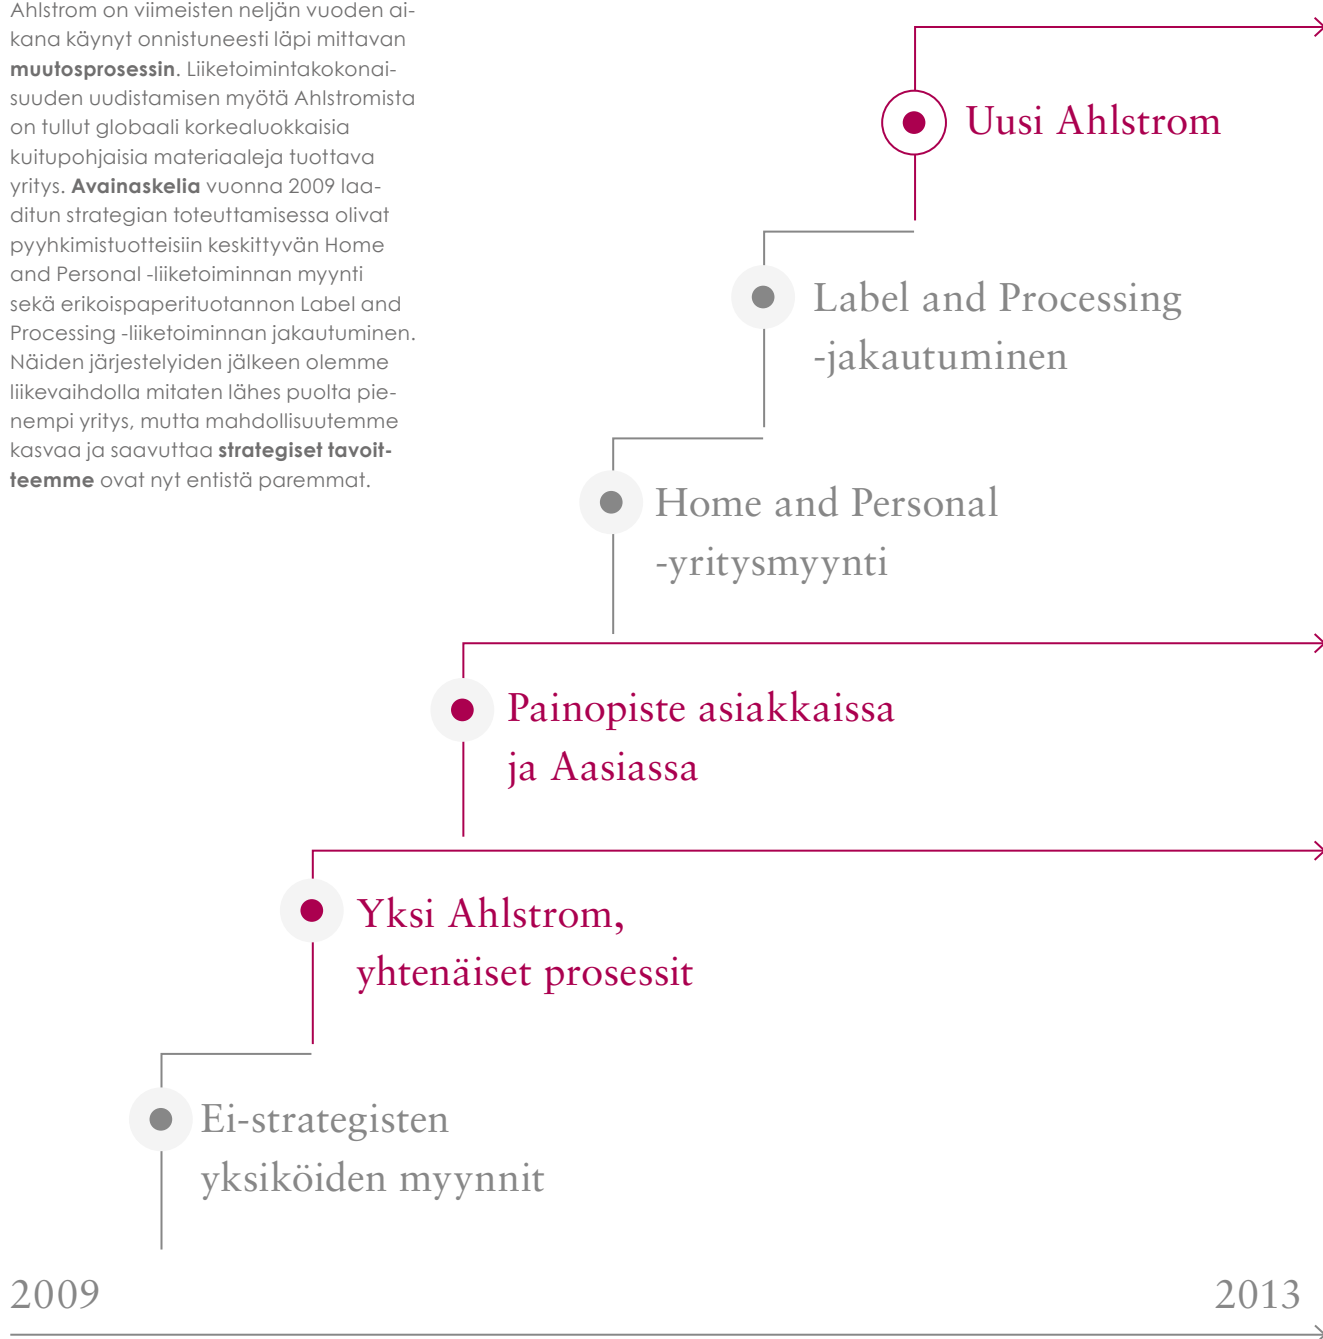 Ahlstrom on viimeisten neljän vuoden ai-
kana käynyt onnistuneesti läpi mittavan
muutosprosessin. Liiketoimintakokonai-
suuden uudistamisen myötä Ahlstromista
on tullut globaali korkealuokkaisia
kuitupohjaisia materiaaleja tuottava
yritys. Avainaskelia vuonna 2009 laa-
ditun strategian toteuttamisessa olivat
pyyhkimistuotteisiin keskittyvän Home
and Personal -liiketoiminnan myynti
sekä erikoispaperituotannon Label and
Processing -liiketoiminnan jakautuminen.
Näiden järjestelyiden jälkeen olemme
liikevaihdolla mitaten lähes puolta pie-
nempi yritys, mutta mahdollisuutemme
kasvaa ja saavuttaa strategiset tavoit-
teemme ovat nyt entistä paremmat.
Uusi Ahlstrom
Label and Processing
-jakautuminen
Home and Personal
-yritysmyynti
Painopiste asiakkaissa
ja Aasiassa
Yksi Ahlstrom,
yhtenäiset prosessit
Ei-strategisten
yksiköiden myynnit
2009
2013